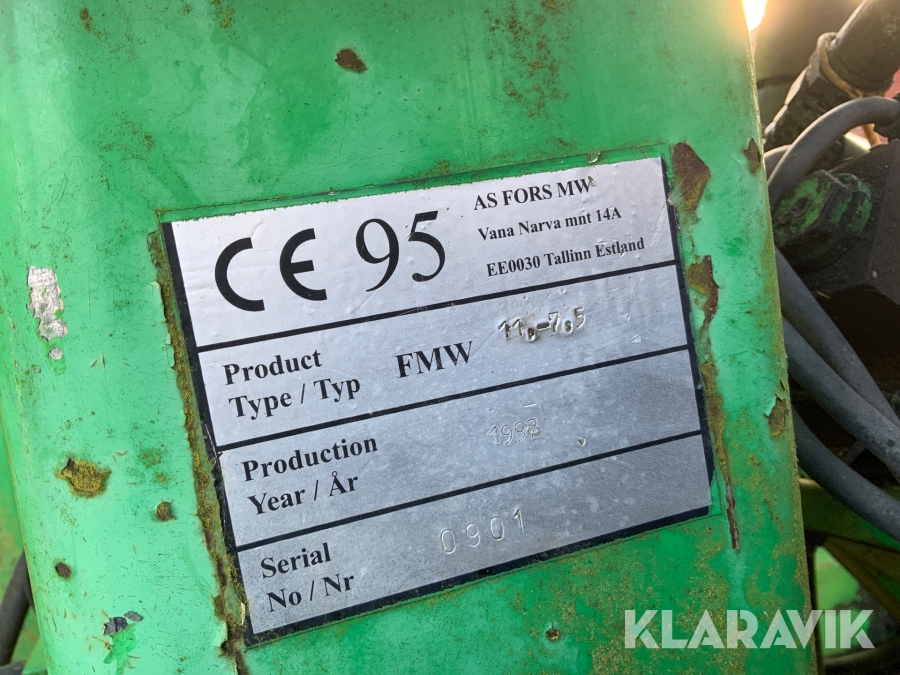 CE 95
AS FORS MW
Vana Narva mnt 14A
EE0030 Tallinn Estland
Product
Type / Typ
FMW
Production
Year / År
1998
Serial
No / Nr
0901
KLARAVIK